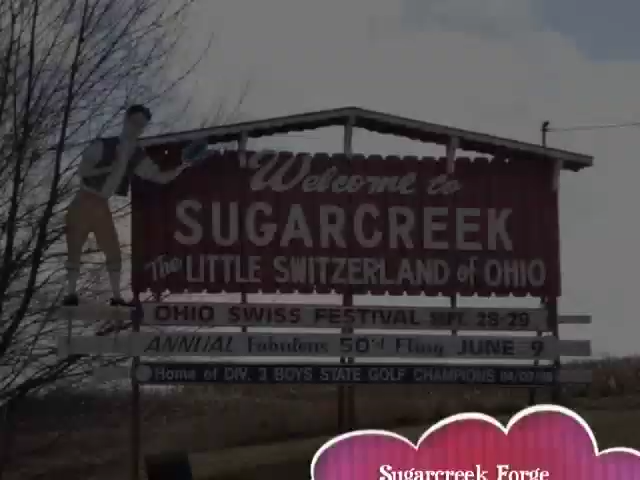 Welcome to
SUGARCREEK
The LITTLE SWITZERLAND of OHIO
OHIO SWISS FESTIVAL SEPT. 28-29
ANNUAL Fabulous 50's Fling JUNE 9
Home of DIV. 3 BOYS STATE GOLF CHAMPIONS
Sugarcreek Forge